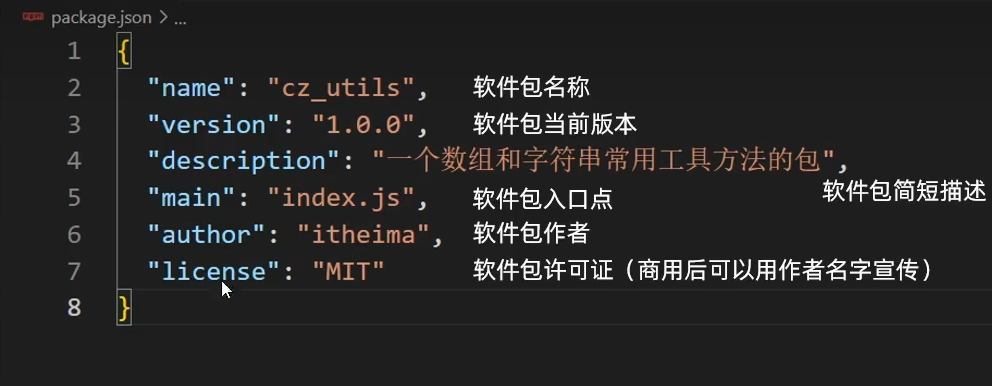 package.json > ...
1 {
2 "name": "cz_utils", 软件包名称
3 "version": "1.0.0", 软件包当前版本
4 "description": "一个数组和字符串常用工具方法的包",
软件包简短描述
5 "main": "index.js", 软件包入口点
6 "author": "itheima", 软件包作者
7 "license": "MIT" 软件包许可证（商用后可以用作者名字宣传）
8 }